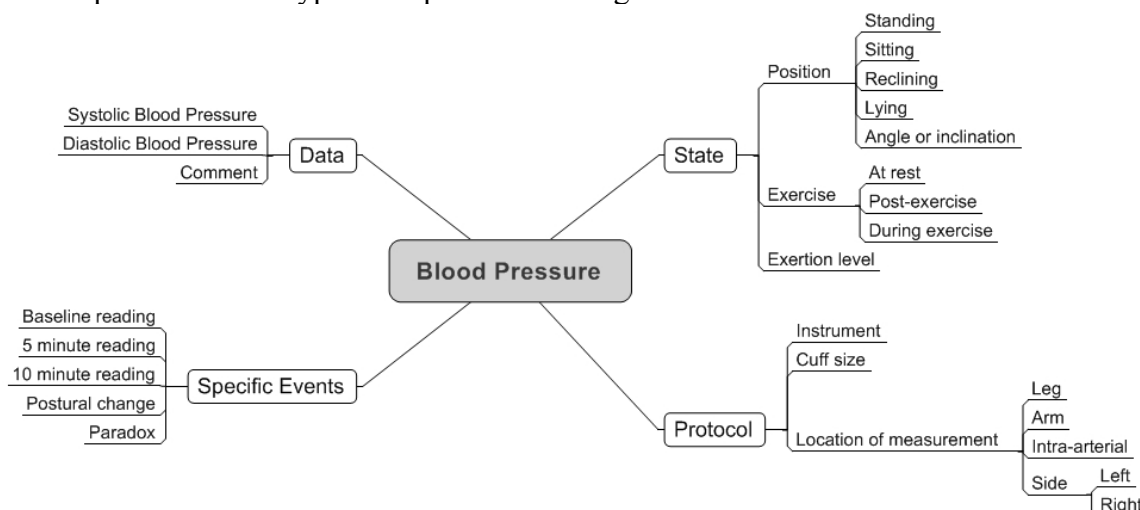 Systolic Blood Pressure
Diastolic Blood Pressure
Comment
Data
Baseline reading
5 minute reading
10 minute reading
Postural change
Paradox
Specific Events
Blood Pressure
State
Position
Standing
Sitting
Reclining
Lying
Angle or inclination
Exercise
At rest
Post-exercise
During exercise
Exertion level
Protocol
Instrument
Cuff size
Location of measurement
Leg
Arm
Intra-arterial
Side
Left
Right